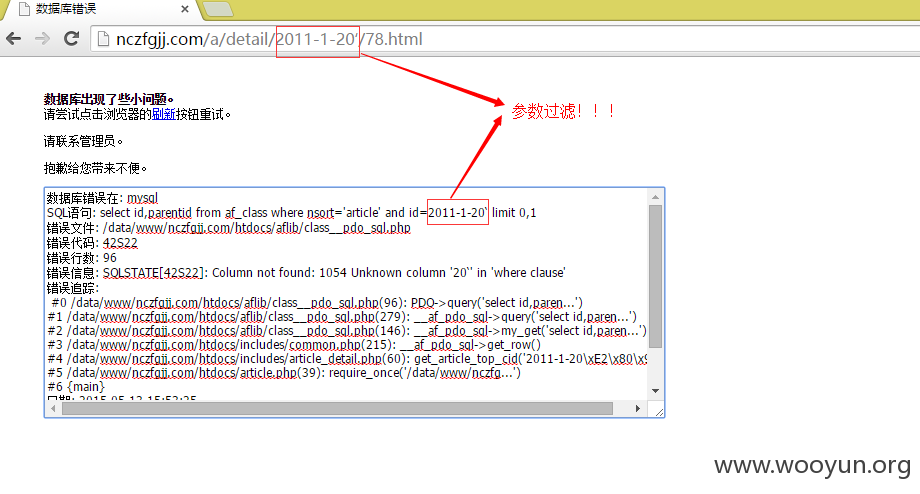 数据库错误
nczfgjj.com/a/detail/2011-1-20‘/78.html
数据库出现了些小问题。
请尝试点击浏览器的刷新按钮重试。
参数过滤！！！
请联系管理员。
抱歉给您带来不便。
数据库错误在: mysql
SQL语句: select id,parentid from af_class where nsort='article' and id=2011-1-20‘ limit 0,1
错误文件: /data/www/nczfgjj.com/htdocs/aflib/class__pdo_sql.php
错误代码: 42S22
错误行数: 96
错误信息: SQLSTATE[42S22]: Column not found: 1054 Unknown column '20‘' in 'where clause'
错误追踪:
#0 /data/www/nczfgjj.com/htdocs/aflib/class__pdo_sql.php(96): PDO->query('select id,paren...')
#1 /data/www/nczfgjj.com/htdocs/aflib/class__pdo_sql.php(279): __af_pdo_sql->query('select id,paren...')
#2 /data/www/nczfgjj.com/htdocs/aflib/class__pdo_sql.php(146): __af_pdo_sql->my_get('select id,paren...')
#3 /data/www/nczfgjj.com/htdocs/includes/common.php(215): __af_pdo_sql->get_row()
#4 /data/www/nczfgjj.com/htdocs/includes/article_detail.php(60): get_article_top_cid('2011-1-20\xE2\x80\x9
#5 /data/www/nczfgjj.com/htdocs/article.php(39): require_once('/data/www/nczfg...')
#6 {main}
www.wooyun.org